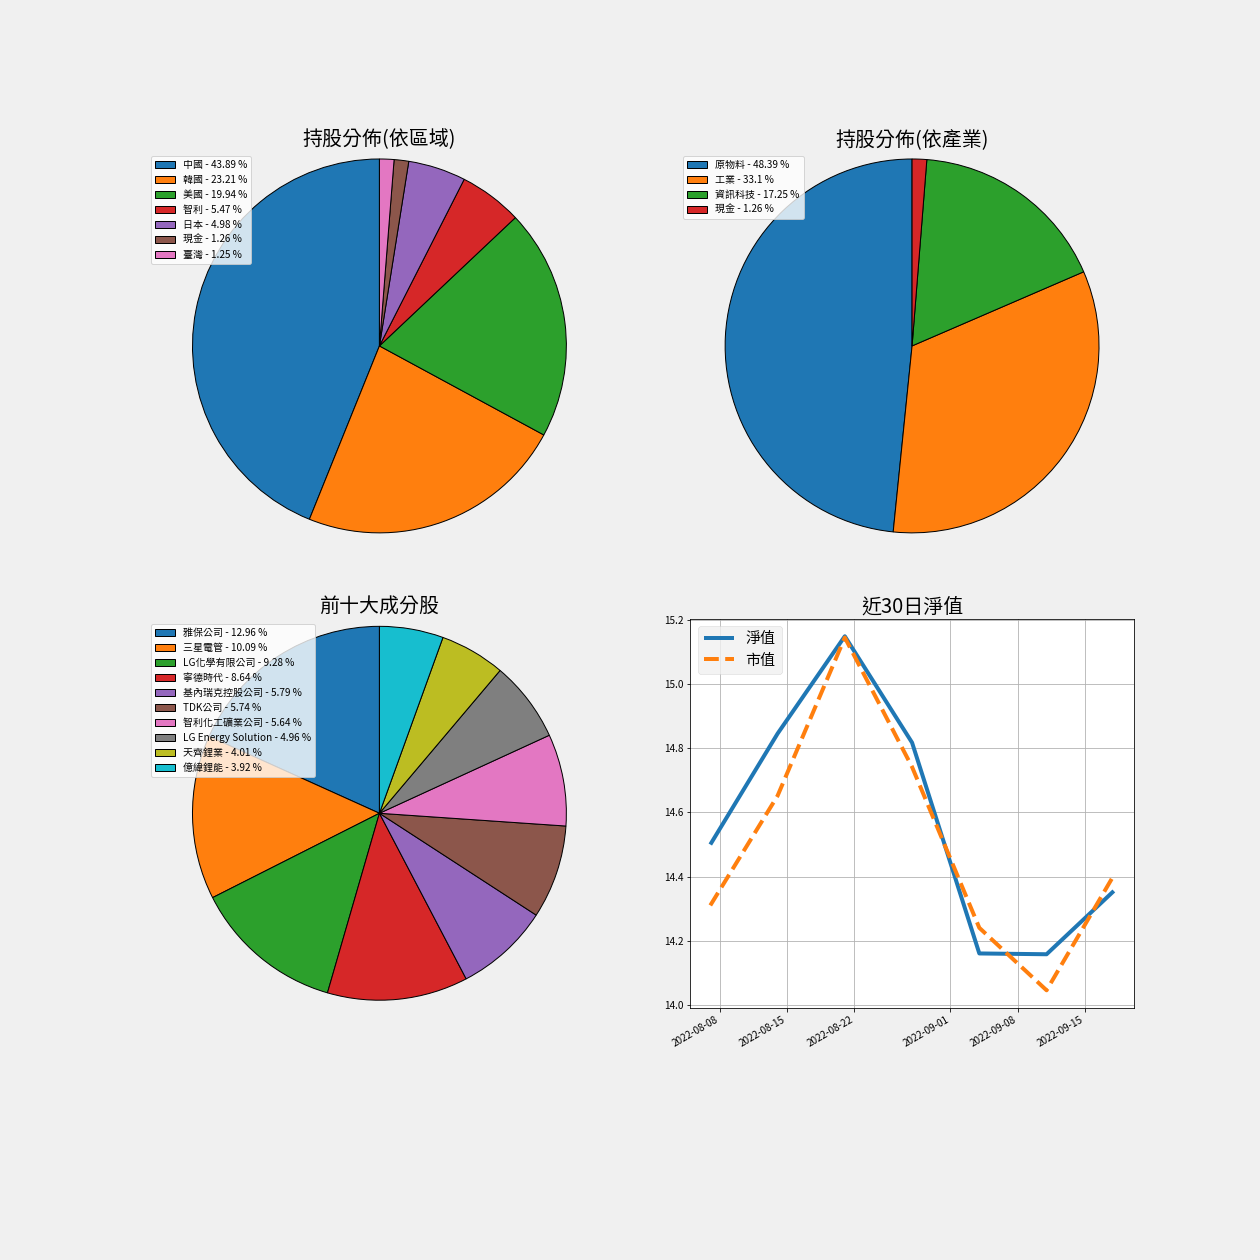 持股分佈(依區域)
中國 - 43.89 %
韓國 - 23.21 %
美國 - 19.94 %
智利 - 5.47 %
日本 - 4.98 %
現金 - 1.26 %
臺灣 - 1.25 %
持股分佈(依產業)
原物料 - 48.39 %
工業 - 33.1 %
資訊科技 - 17.25 %
現金 - 1.26 %
前十大成分股
雅保公司 - 12.96 %
三星電管 - 10.09 %
LG化學有限公司 - 9.28 %
寧德時代 - 8.64 %
基內瑞克控股公司 - 5.79 %
TDK公司 - 5.74 %
智利化工礦業公司 - 5.64 %
LG Energy Solution - 4.96 %
天齊鋰業 - 4.01 %
億緯鋰能 - 3.92 %
近30日淨值
淨值
市值
15.2
15.0
14.8
14.6
14.4
14.2
14.0
2022-08-08
2022-08-15
2022-08-22
2022-09-01
2022-09-08
2022-09-15